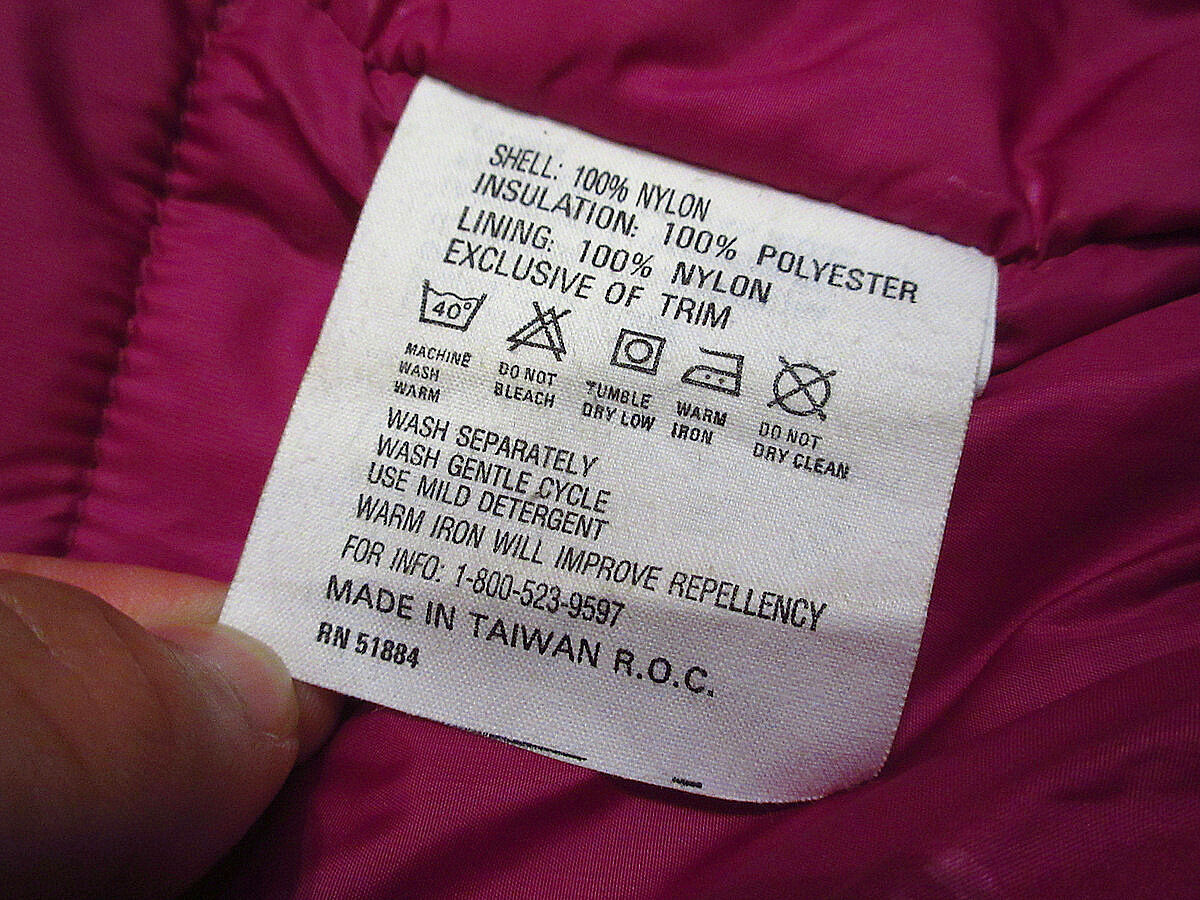 SHELL: 100% NYLON
INSULATION: 100% POLYESTER
LINING: 100% NYLON
EXCLUSIVE OF TRIM
40°
MACHINE WASH WARM
DO NOT BLEACH
TUMBLE DRY LOW
WARM IRON
DO NOT DRY CLEAN
WASH SEPARATELY
WASH GENTLE CYCLE
USE MILD DETERGENT
WARM IRON WILL IMPROVE REPELLENCY
FOR INFO: 1-800-523-9597
MADE IN TAIWAN R.O.C.
RN 51884